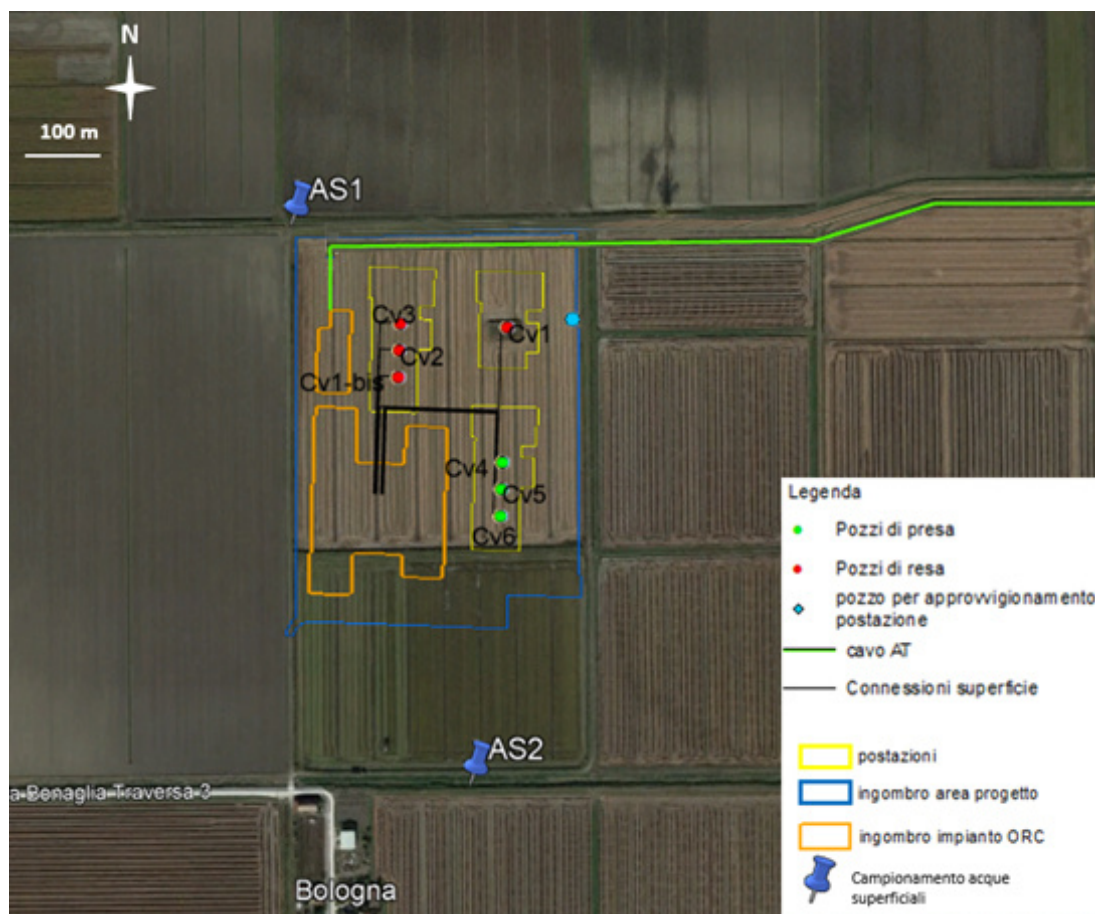 N
100 m
AS1
Cv3
Cv1
Cv2
Cv1-bis
Cv4
Cv5
Cv6
Legenda
Pozzi di presa
Pozzi di resa
pozzo per approvvigionamento
postazione
cavo AT
Connessioni superficie
postazioni
ingombro area progetto
ingombro impianto ORC
Campionamento acque
superficiali
AS2
a Bonaglia Traversa 3
Bologna